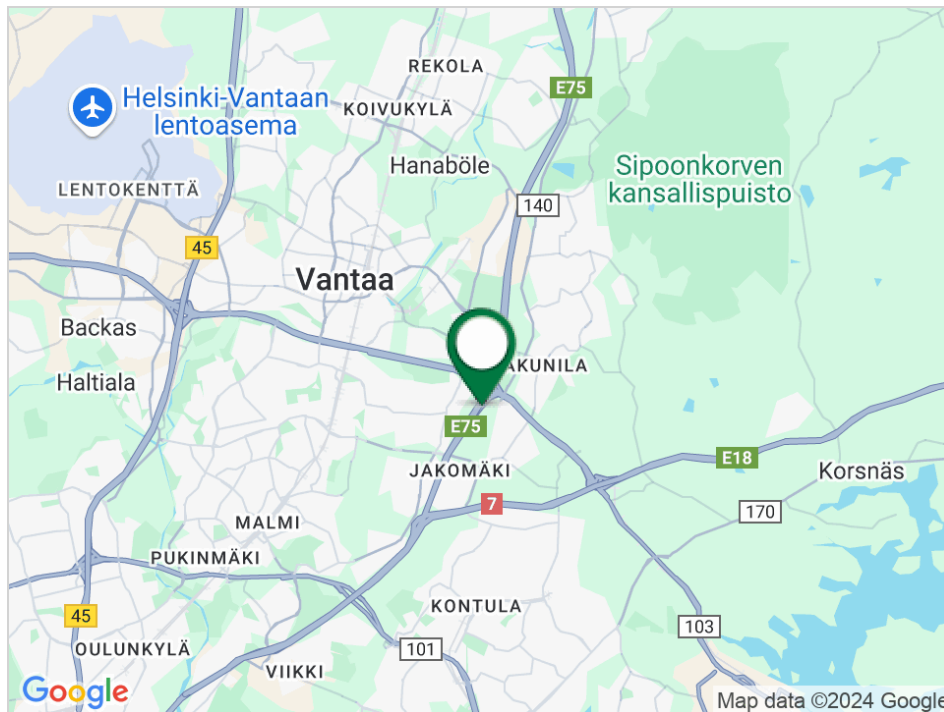 REKOLA
E75
Helsinki-Vantaan
lentoasema
KOIVUKYLÄ
Hanaböle
Sipoonkorven
kansallispuisto
LENTOKENTTÄ
140
45
Vantaa
Backas
AKUNILA
Haltiala
E75
JAKOMÄKI
E18
Korsnäs
7
170
MALMI
PUKINMÄKI
KONTULA
45
103
OULUNKYLÄ
101
VIIKKI
Google
Map data ©2024 Google